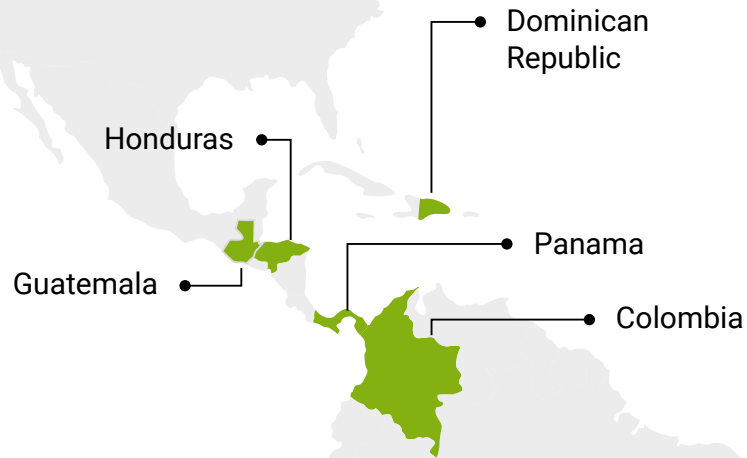 Dominican
Republic
Honduras
Panama
Guatemala
Colombia